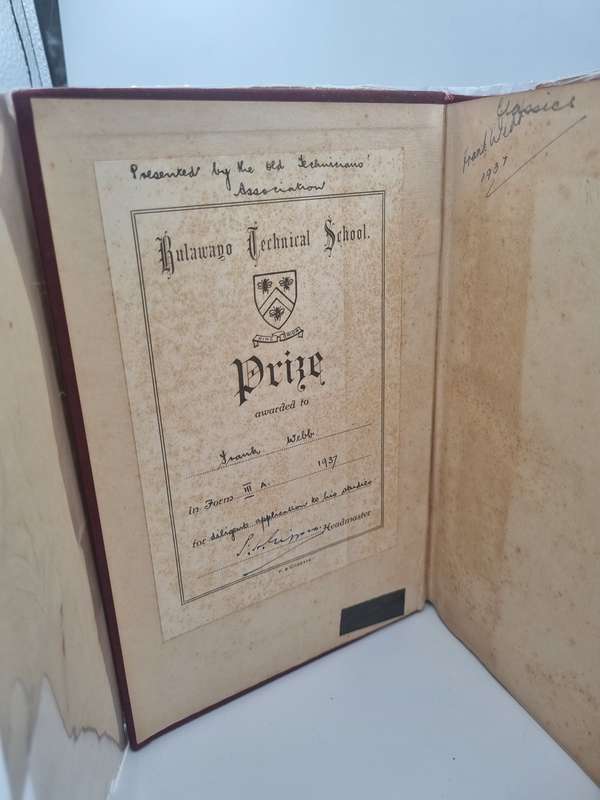 Presented by the Old Technicians'
Association
Bulawayo Technical School.
Prize
awarded to
Frank Webb
in Form III A. 1937
for diligent application to his studies
Headmaster
Classics
Frank Webb
1937